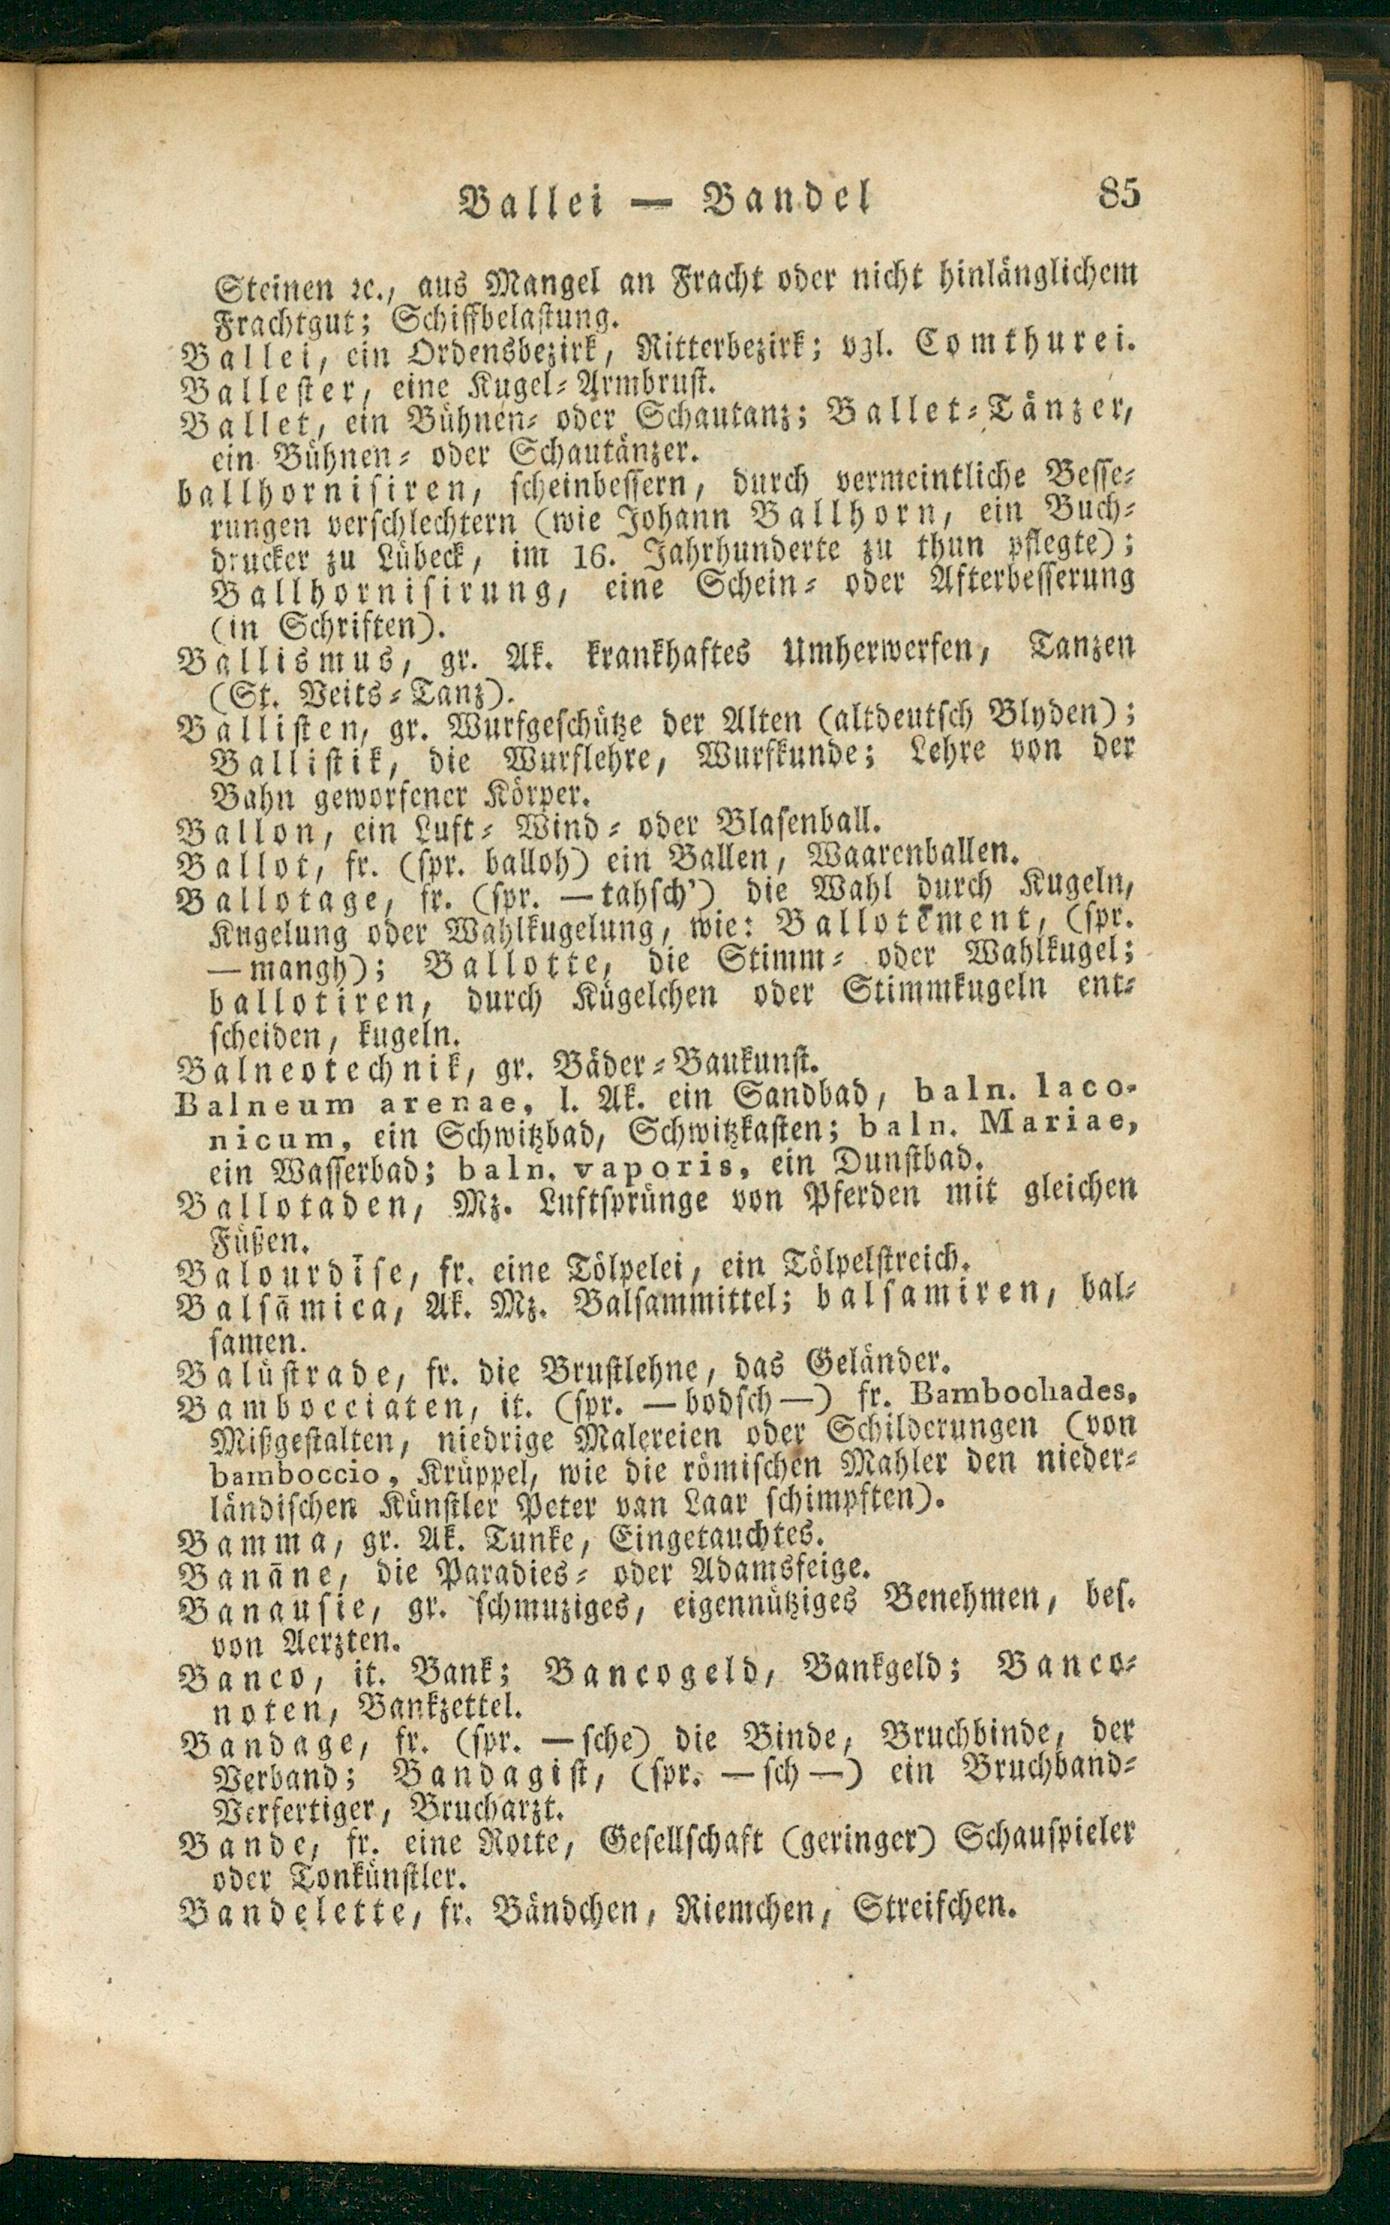 Ballei — Bandel 85
Steinen ꝛc., aus Mangel an Fracht oder nicht hinlänglichem
Frachtgut; Schiffbelastung.
Ballei, ein Ordensbezirk, Ritterbezirk; vgl. Comthurei.
Ballester, eine Kugel-Armbrust.
Ballet, ein Bühnen- oder Schautanz; Ballet-Tänzer,
ein Bühnen- oder Schautänzer.
ballhornisiren, scheinbessern, durch vermeintliche Besse-
rungen verschlechtern (wie Johann Ballhorn, ein Buch-
drucker zu Lübeck, im 16. Jahrhunderte zu thun pflegte);
Ballhornisirung, eine Schein- oder Afterbesserung
(in Schriften).
Ballismus, gr. Ak. krankhaftes Umherwerfen, Tanzen
(St. Veits-Tanz).
Ballisten, gr. Wurfgeschütze der Alten (altdeutsch Blyden);
Ballistik, die Wurflehre, Wurfkunde; Lehre von der
Bahn geworfener Körper.
Ballon, ein Luft- Wind- oder Blasenball.
Ballot, fr. (spr. balloh) ein Ballen, Waarenballen.
Ballotage, fr. (spr. —tahsch') die Wahl durch Kugeln,
Kugelung oder Wahlkugelung, wie: Ballotēment, (spr.
—mangh); Ballotte, die Stimm- oder Wahlkugel;
ballotiren, durch Kügelchen oder Stimmkugeln ent-
scheiden, kugeln.
Balneotechnik, gr. Bäder-Baukunst.
Balneum arenae, l. Ak. ein Sandbad, baln. laco-
nicum, ein Schwitzbad, Schwitzkasten; baln. Mariae,
ein Wasserbad; baln. vaporis, ein Dunstbad.
Ballotaden, Mz. Luftsprünge von Pferden mit gleichen
Füßen.
Balourdīse, fr. eine Tölpelei, ein Tölpelstreich.
Balsāmica, Ak. Mz. Balsammittel; balsamiren, bal-
samen.
Balüstrade, fr. die Brustlehne, das Geländer.
Bambocciaten, it. (spr. —bodsch—) fr. Bambochades,
Mißgestalten, niedrige Malereien oder Schilderungen (von
bamboccio, Krüppel, wie die römischen Mahler den nieder-
ländischen Künstler Peter van Laar schimpften).
Bamma, gr. Ak. Tunke, Eingetauchtes.
Banāne, die Paradies- oder Adamsfeige.
Banausie, gr. schmuziges, eigennütziges Benehmen, bes.
von Aerzten.
Banco, it. Bank; Bancogeld, Bankgeld; Banco-
noten, Bankzettel.
Bandage, fr. (spr. —sche) die Binde, Bruchbinde, der
Verband; Bandagist, (spr. —sch—) ein Bruchband-
Verfertiger, Brucharzt.
Bande, fr. eine Rotte, Gesellschaft (geringer) Schauspieler
oder Tonkünstler.
Bandelette, fr. Bändchen, Riemchen, Streifchen.